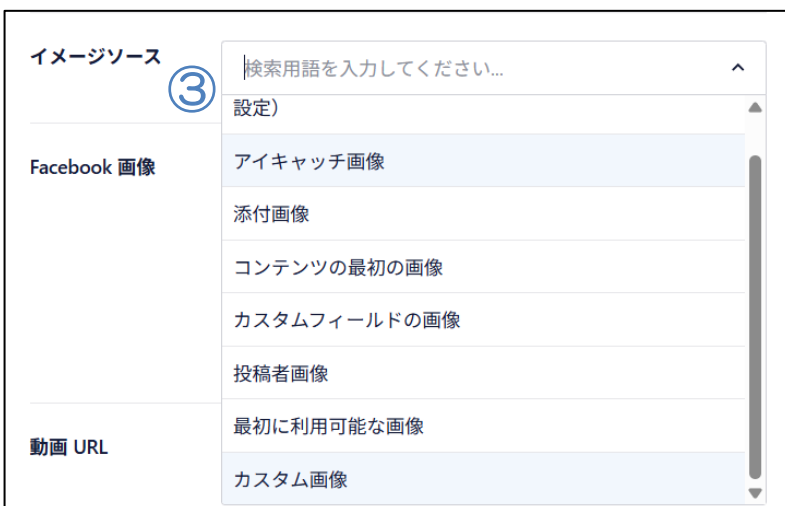 イメージソース
③
検索用語を入力してください...
設定）
アイキャッチ画像
Facebook 画像
添付画像
コンテンツの最初の画像
カスタムフィールドの画像
投稿者画像
最初に利用可能な画像
動画 URL
カスタム画像